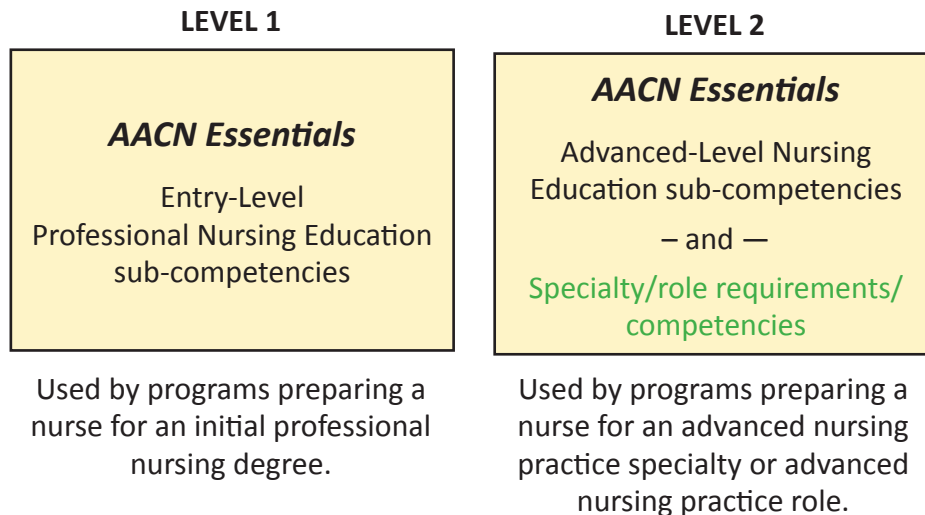 LEVEL 1
AACN Essentials
Entry-Level
Professional Nursing Education
sub-competencies
Used by programs preparing a
nurse for an initial professional
nursing degree.
LEVEL 2
AACN Essentials
Advanced-Level Nursing
Education sub-competencies
– and —
Specialty/role requirements/
competencies
Used by programs preparing a
nurse for an advanced nursing
practice specialty or advanced
nursing practice role.